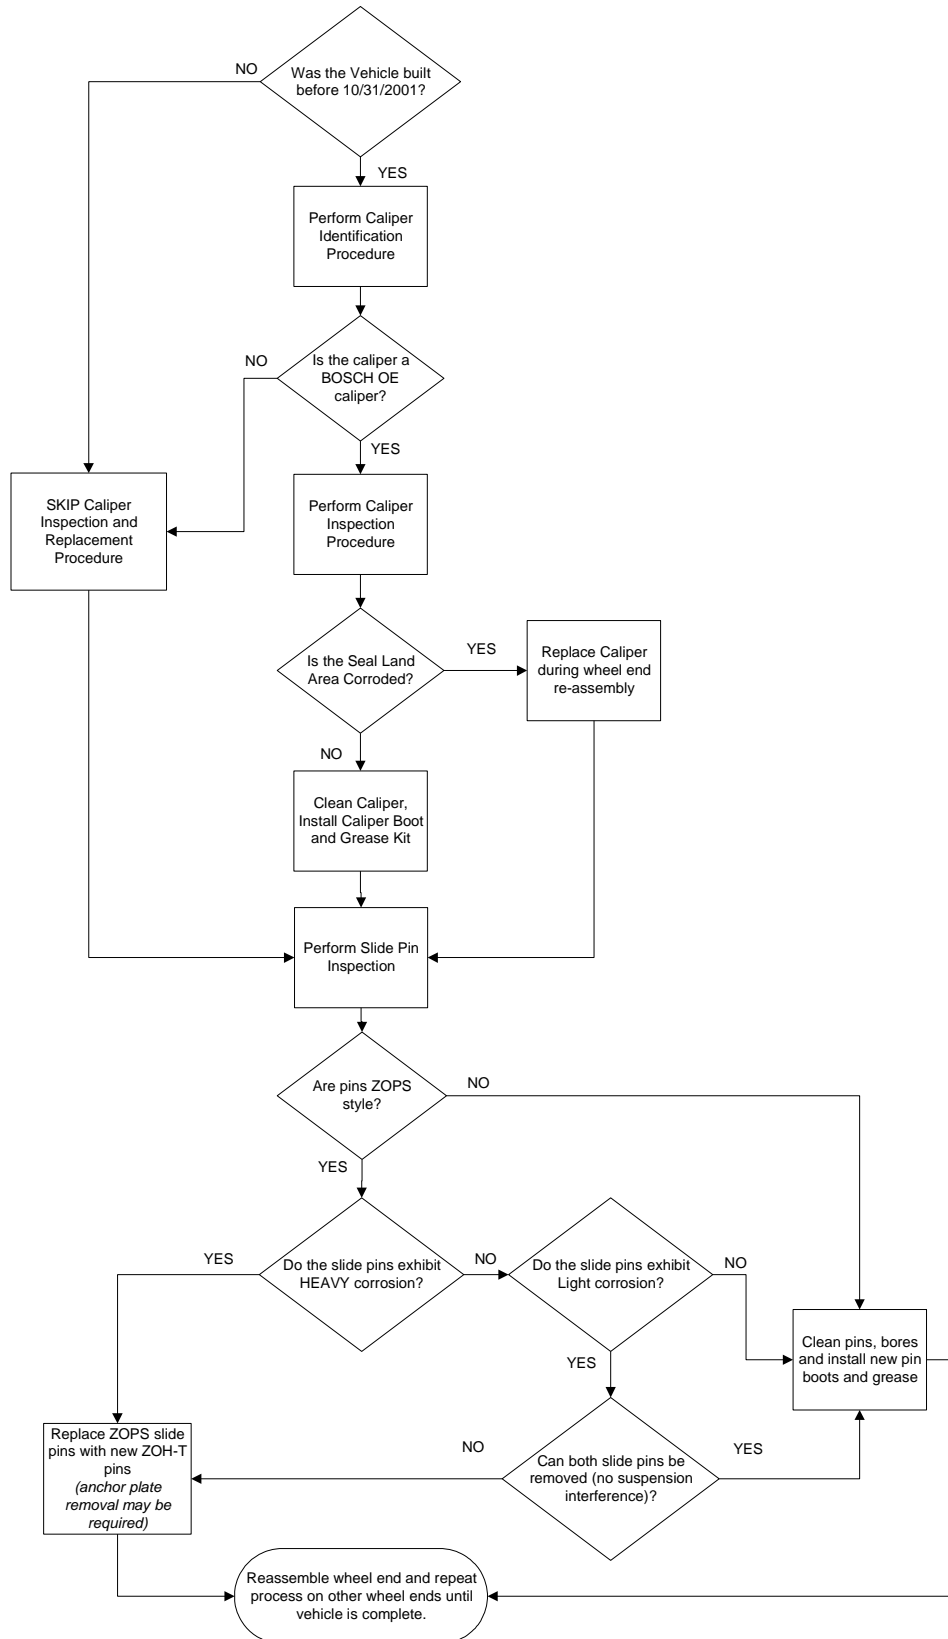 Was the Vehicle built
before 10/31/2001?
NO
YES
Perform Caliper
Identification
Procedure
Is the caliper a
BOSCH OE
caliper?
NO
YES
SKIP Caliper
Inspection and
Replacement
Procedure
Perform Caliper
Inspection
Procedure
Is the Seal Land
Area Corroded?
YES
Replace Caliper
during wheel end
re-assembly
NO
Clean Caliper,
Install Caliper Boot
and Grease Kit
Perform Slide Pin
Inspection
Are pins ZOPS
style?
NO
YES
YES
Do the slide pins exhibit
HEAVY corrosion?
NO
Do the slide pins exhibit
Light corrosion?
NO
YES
Clean pins, bores
and install new pin
boots and grease
Replace ZOPS slide
pins with new ZOH-T
pins
(anchor plate
removal may be
required)
NO
Can both slide pins be
removed (no suspension
interference)?
YES
Reassemble wheel end and repeat
process on other wheel ends until
vehicle is complete.